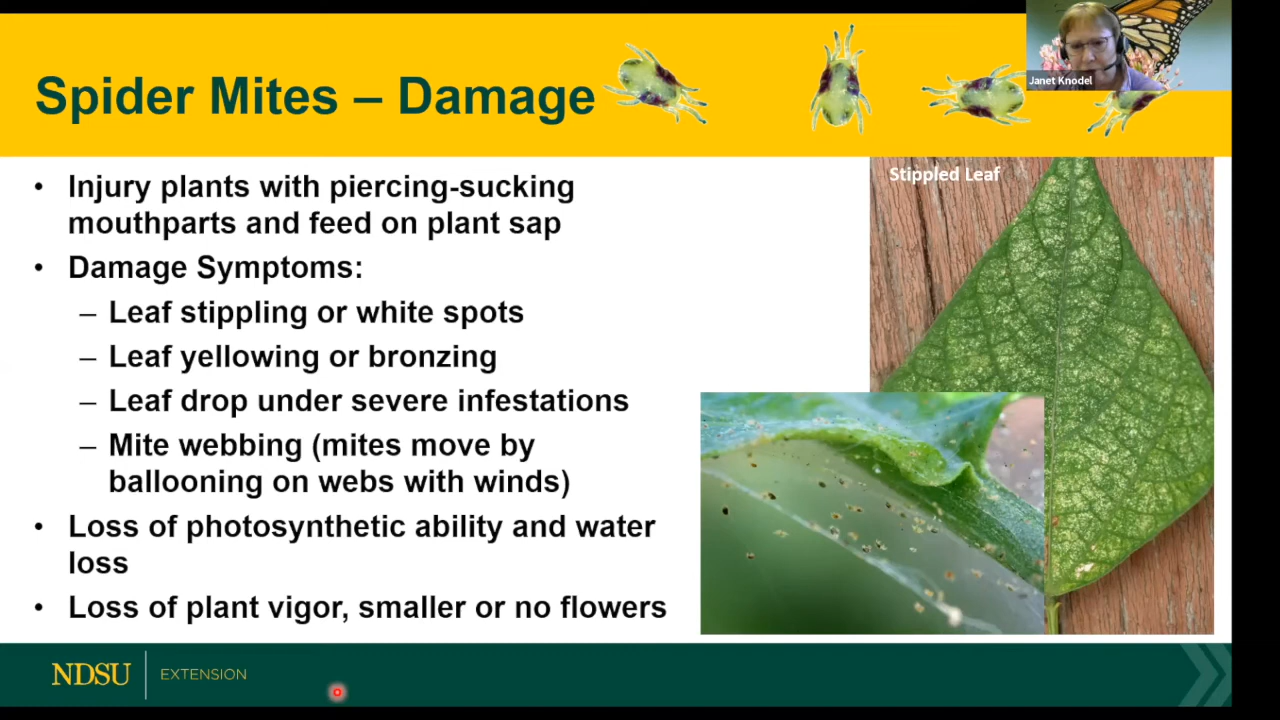 Janet Knodel
Spider Mites – Damage
• Injury plants with piercing-sucking
mouthparts and feed on plant sap
• Damage Symptoms:
– Leaf stippling or white spots
– Leaf yellowing or bronzing
– Leaf drop under severe infestations
– Mite webbing (mites move by
ballooning on webs with winds)
• Loss of photosynthetic ability and water
loss
• Loss of plant vigor, smaller or no flowers
Stippled Leaf
NDSU EXTENSION